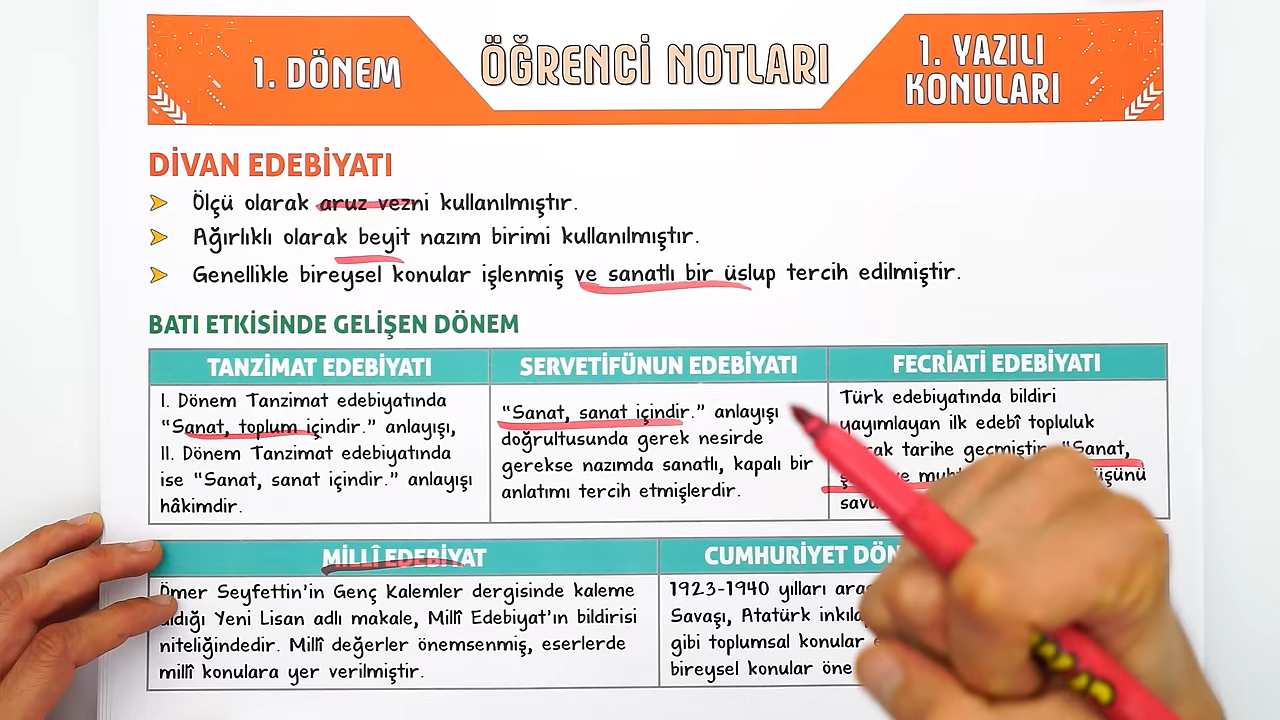 1. DÖNEM
ÖĞRENCİ NOTLARI
1. YAZILI
KONULARI
DİVAN EDEBİYATI
Ölçü olarak aruz vezni kullanılmıştır.
Ağırlıklı olarak beyit nazım birimi kullanılmıştır.
Genellikle bireysel konular işlenmiş ve sanatlı bir üslup tercih edilmiştir.
BATI ETKİSİNDE GELİŞEN DÖNEM
TANZİMAT EDEBİYATI
I. Dönem Tanzimat edebiyatında
“Sanat, toplum içindir.” anlayışı,
II. Dönem Tanzimat edebiyatında
ise “Sanat, sanat içindir.” anlayışı
hâkimdir.
SERVETİFÜNUN EDEBİYATI
“Sanat, sanat içindir.” anlayışı
doğrultusunda gerek nesirde
gerekse nazımda sanatlı, kapalı bir
anlatımı tercih etmişlerdir.
FECRİATİ EDEBİYATI
Türk edebiyatında bildiri
yayımlayan ilk edebî topluluk
tarihe geçmiştir. “Sanat,
MİLLÎ EDEBİYAT
Ömer Seyfettin’in Genç Kalemler dergisinde kaleme
aldığı Yeni Lisan adlı makale, Millî Edebiyat’ın bildirisi
niteliğindedir. Millî değerler önemsenmiş, eserlerde
millî konulara yer verilmiştir.
CUMHURİYET
1923-1940 yılları
Savaşı, Atatürk
gibi toplumsal konular
bireysel konular